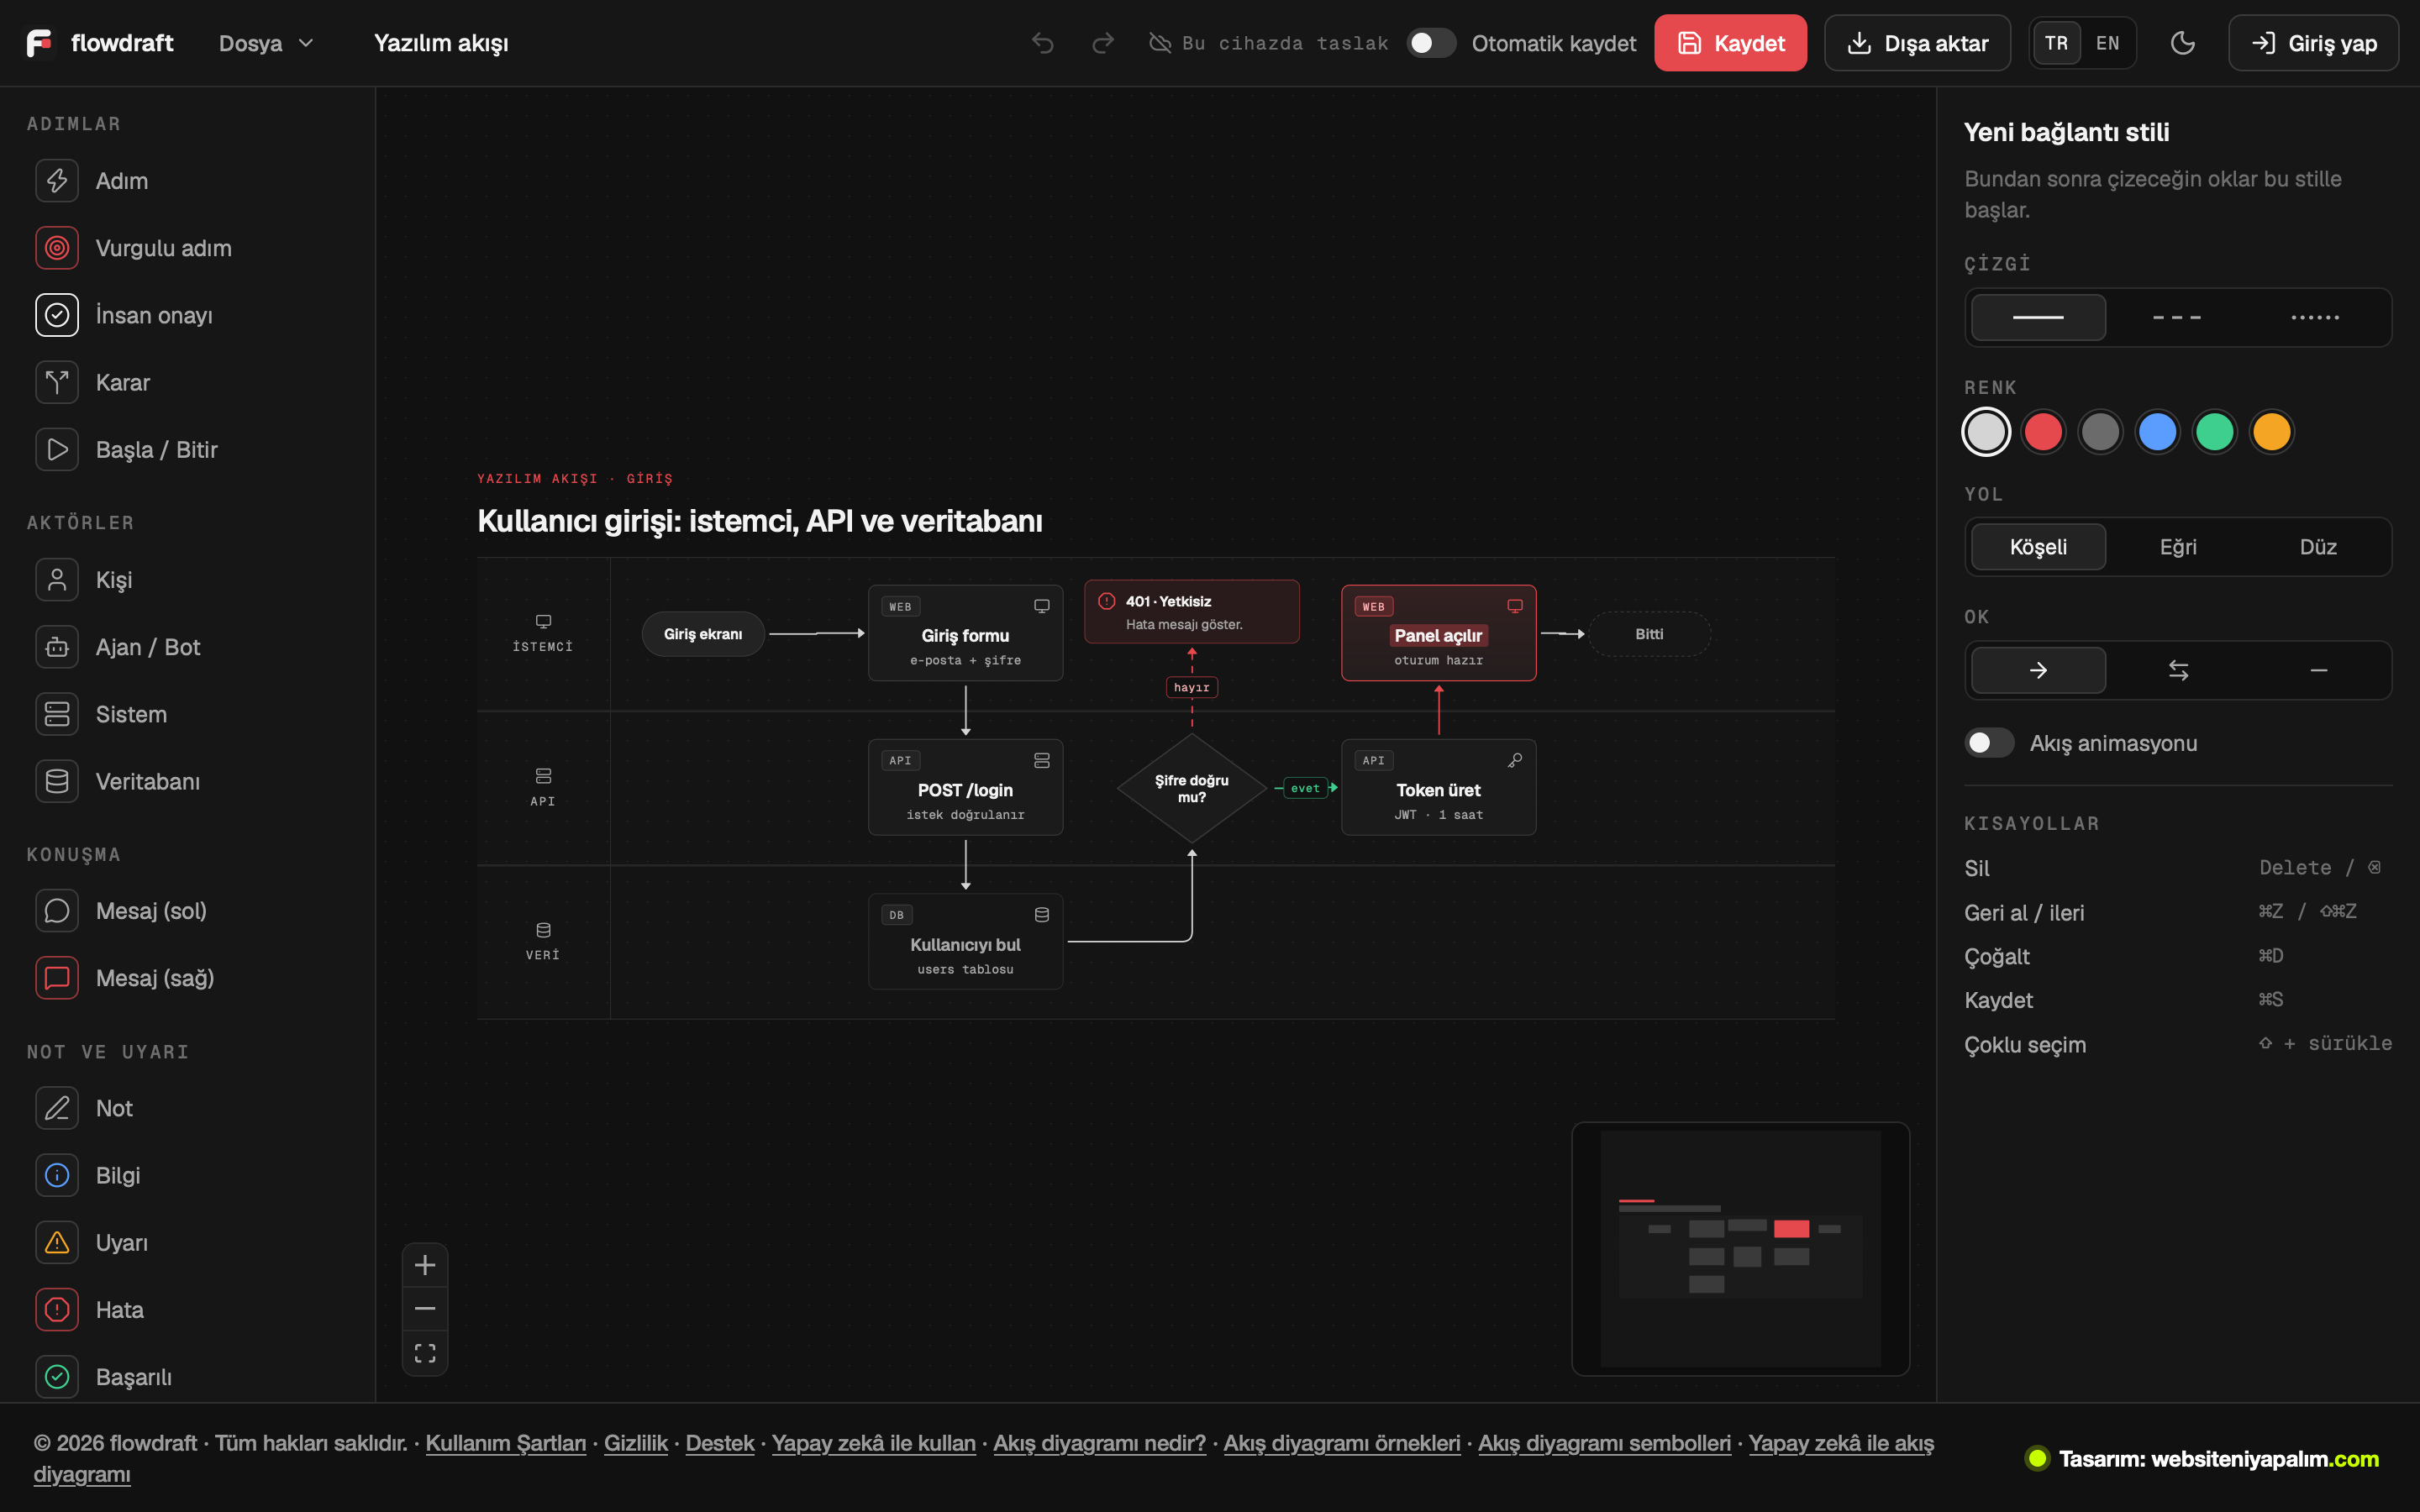 flowdraft
Dosya
Yazılım akışı
Bu cihazda taslak
Otomatik kaydet
Kaydet
Dışa aktar
TR
EN
Giriş yap
ADIMLAR
Adım
Vurgulu adım
İnsan onayı
Karar
Başla / Bitir
AKTÖRLER
Kişi
Ajan / Bot
Sistem
Veritabanı
KONUŞMA
Mesaj (sol)
Mesaj (sağ)
NOT VE UYARI
Not
Bilgi
Uyarı
Hata
Başarılı
YAZILIM AKIŞI · GİRİŞ
Kullanıcı girişi: istemci, API ve veritabanı
İSTEMCİ
Giriş ekranı
WEB
Giriş formu
e-posta + şifre
401 · Yetkisiz
Hata mesajı göster.
hayır
WEB
Panel açılır
oturum hazır
Bitti
API
API
POST /login
istek doğrulanır
Şifre doğru
mu?
evet
API
Token üret
JWT · 1 saat
VERİ
DB
Kullanıcıyı bul
users tablosu
Yeni bağlantı stili
Bundan sonra çizeceğin oklar bu stille
başlar.
ÇİZGİ
RENK
YOL
Köşeli
Eğri
Düz
OK
Akış animasyonu
KISAYOLLAR
Sil
Delete / ⌫
Geri al / ileri
⌘Z / ⇧⌘Z
Çoğalt
⌘D
Kaydet
⌘S
Çoklu seçim
⇧ + sürükle
© 2026 flowdraft · Tüm hakları saklıdır. · Kullanım Şartları · Gizlilik · Destek · Yapay zekâ ile kullan · Akış diyagramı nedir? · Akış diyagramı örnekleri · Akış diyagramı sembolleri · Yapay zekâ ile akış
diyagramı
Tasarım: websiteniyapalım.com